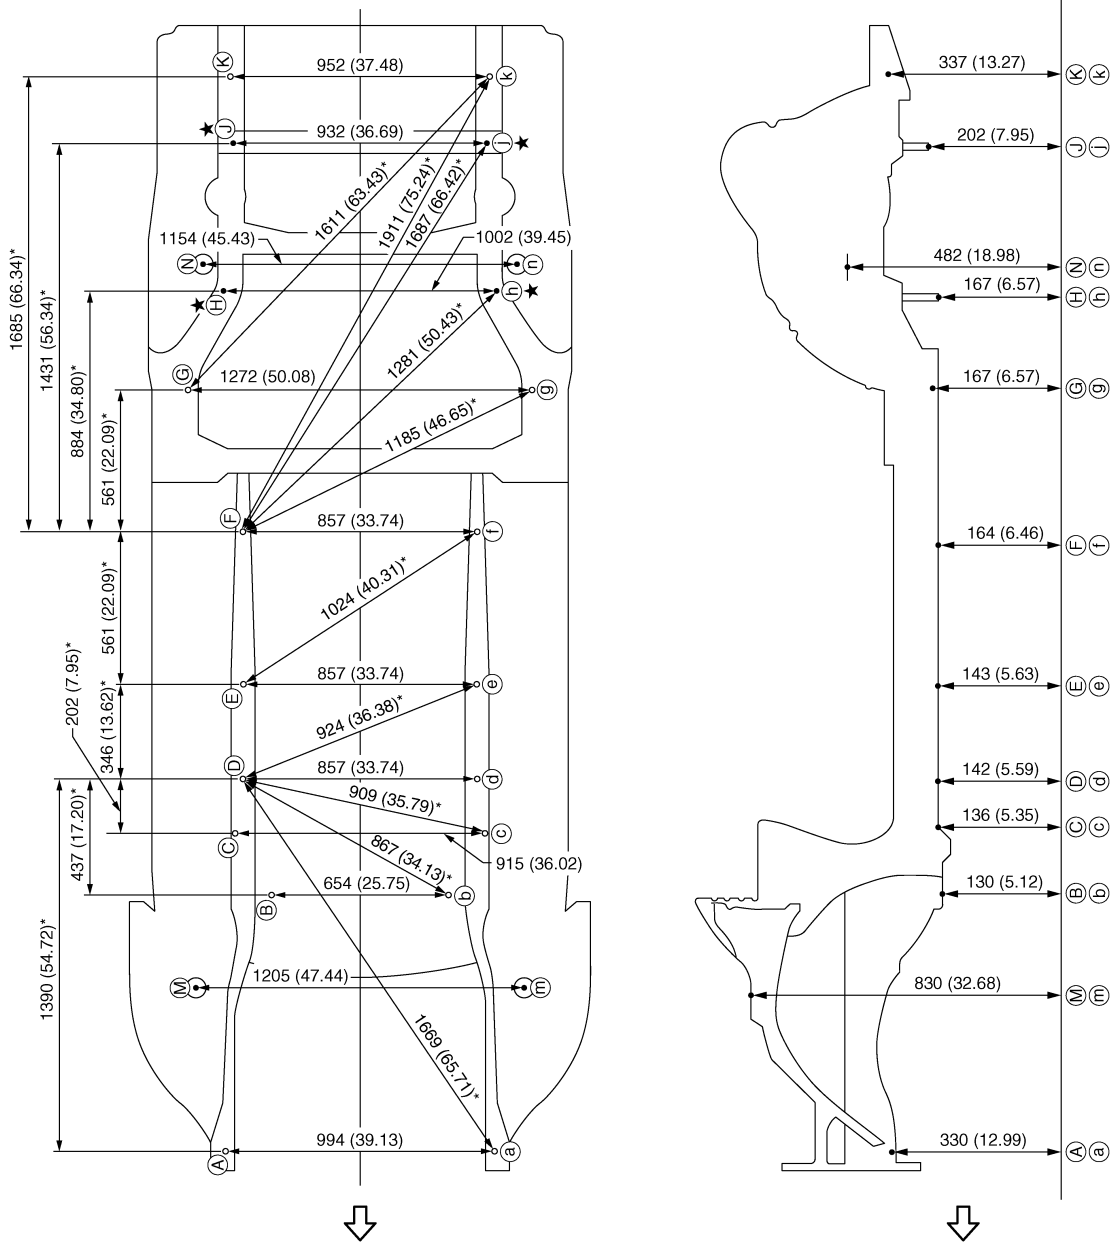 K
952 (37.48)
k
★ J
932 (36.69)
j ★
1611 (63.43)*
1911 (75.24)*
1687 (66.42)*
1154 (45.43)
1002 (39.45)
N
n
★ H
h ★
1281 (50.43)*
G
1272 (50.08)
g
1185 (46.65)*
1685 (66.34)*
1431 (56.34)*
884 (34.80)*
561 (22.09)*
F
857 (33.74)
f
561 (22.09)*
1024 (40.31)*
E
857 (33.74)
e
202 (7.95)*
346 (13.62)*
924 (36.38)*
D
857 (33.74)
d
909 (35.79)*
C
c
867 (34.13)*
915 (36.02)
437 (17.20)*
654 (25.75)
B
b
1390 (54.72)*
1205 (47.44)
M
m
1669 (65.71)*
994 (39.13)
A
a
337 (13.27) K k
202 (7.95) J j
482 (18.98) N n
167 (6.57) H h
167 (6.57) G g
164 (6.46) F f
143 (5.63) E e
142 (5.59) D d
136 (5.35) C c
130 (5.12) B b
830 (32.68) M m
330 (12.99) A a